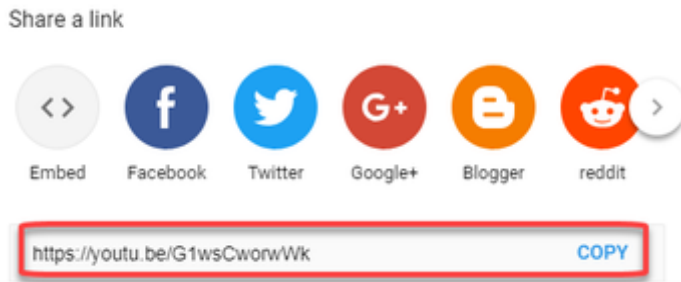 Share a link
Embed Facebook Twitter Google+ Blogger reddit
https://youtu.be/G1wsCworwWk COPY